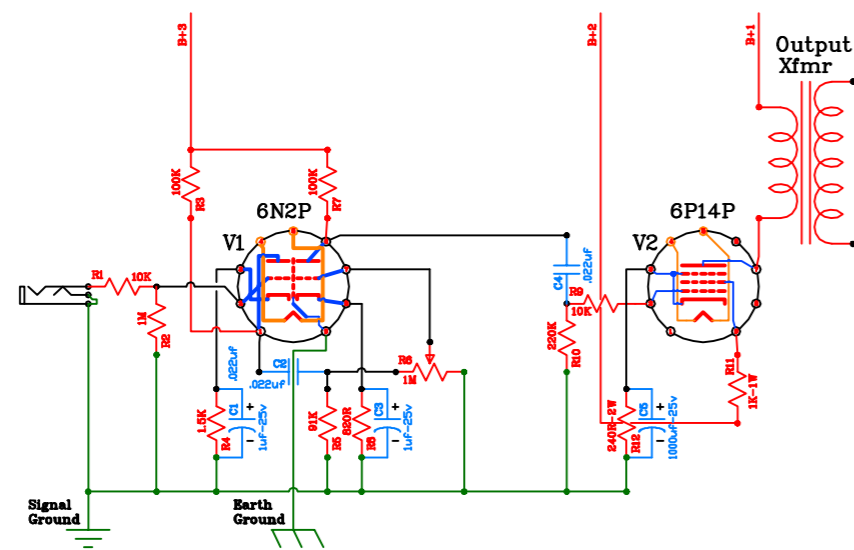 B+3
B+2
B+1
Output
Xfmr
100K
R3
100K
R7
6N2P
V1
6P14P
V2
R1
10K
1M
R2
C4
.022uf
R9
10K
220K
R10
.022uf
.022uf
C2
R6
1M
R11
1K-1W
1.5K
R4
C1
+
1uf-25v
-
91K
R5
820R
R8
C3
+
1uf-25v
-
240R-2W
R12
C5
+
1000uF-25v
-
Signal
Ground
Earth
Ground